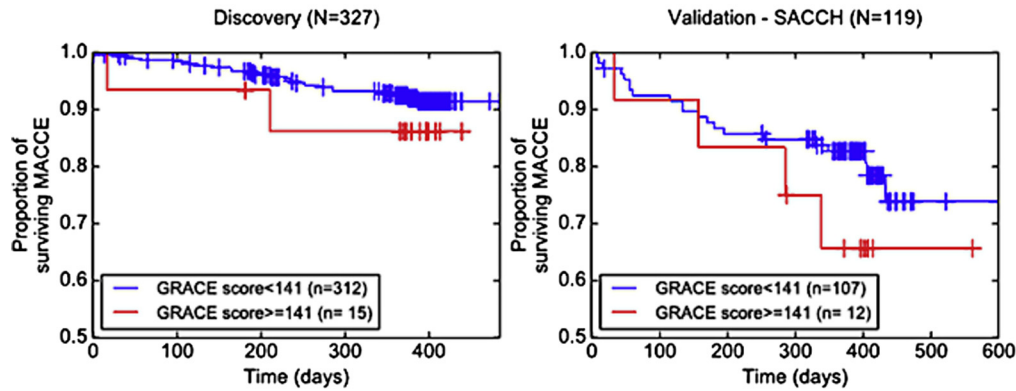 Discovery (N=327)
Proportion of
surviving MACCE
1.0
0.9
0.8
0.7
0.6
0.5
GRACE score<141 (n=312)
GRACE score>=141 (n= 15)
0
100
200
300
400
Time (days)
Validation - SACCH (N=119)
Proportion of
surviving MACCE
1.0
0.9
0.8
0.7
0.6
0.5
GRACE score<141 (n=107)
GRACE score>=141 (n= 12)
0
100
200
300
400
500
600
Time (days)